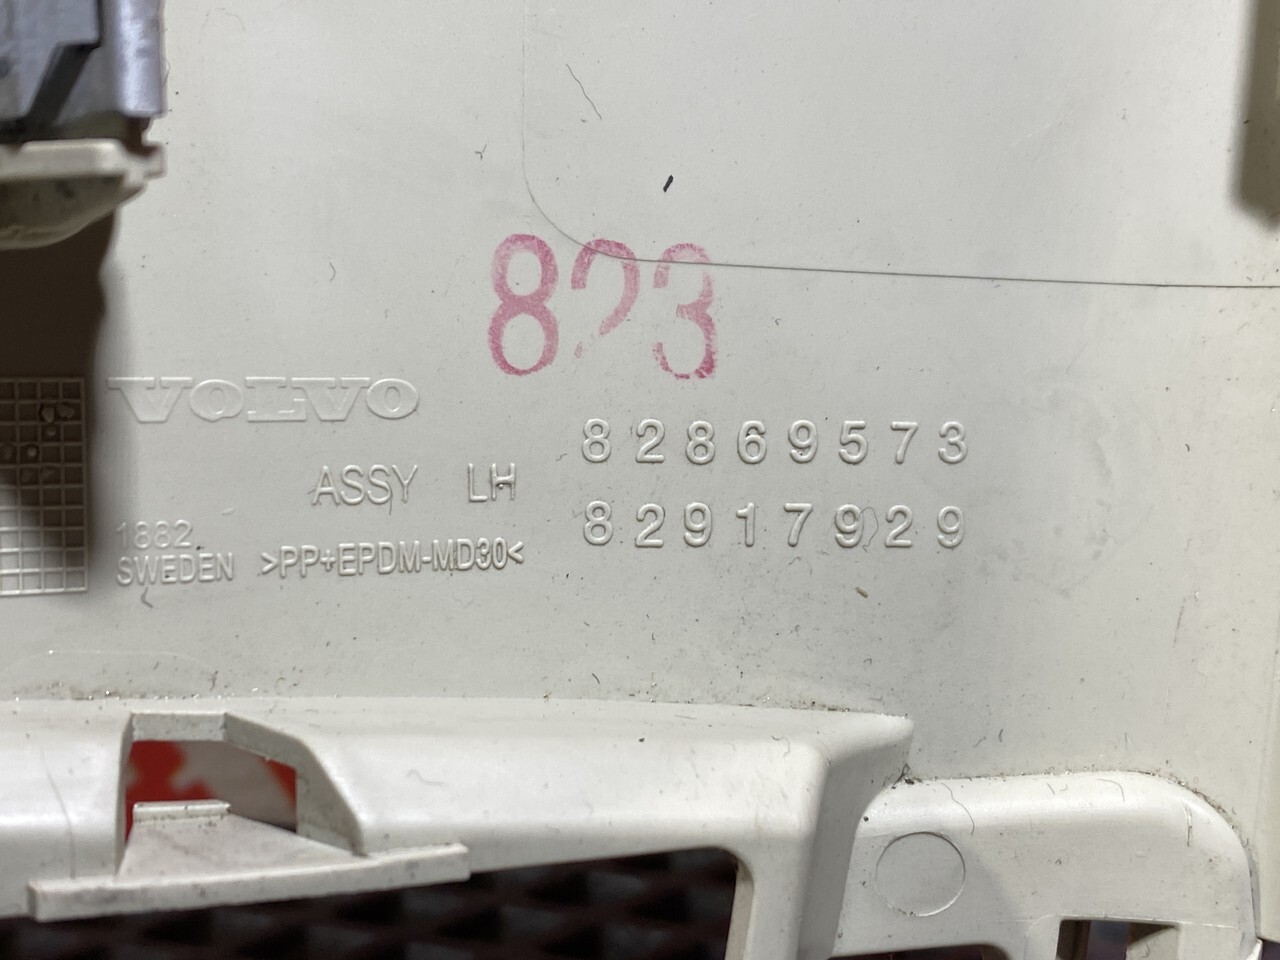 823
VOLVO
ASSY LH
82869573
82917929
1882
SWEDEN >PP+EPDM-MD30<